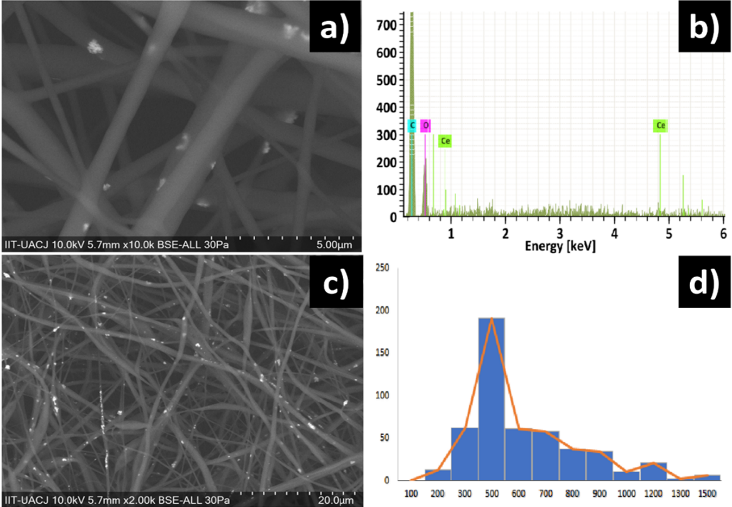 a)
IIT-UACJ 10.0kV 5.7mm x10.0k BSE-ALL 30Pa 5.00µm
b)
700
600
500
400
300
200
100
0
C O Ce Ce
1 2 3 4 5 6
Energy [keV]
c)
IIT-UACJ 10.0kV 5.7mm x2.00k BSE-ALL 30Pa 20.0µm
d)
250
200
150
100
50
0
100 200 300 500 600 700 800 900 1000 1200 1300 1500